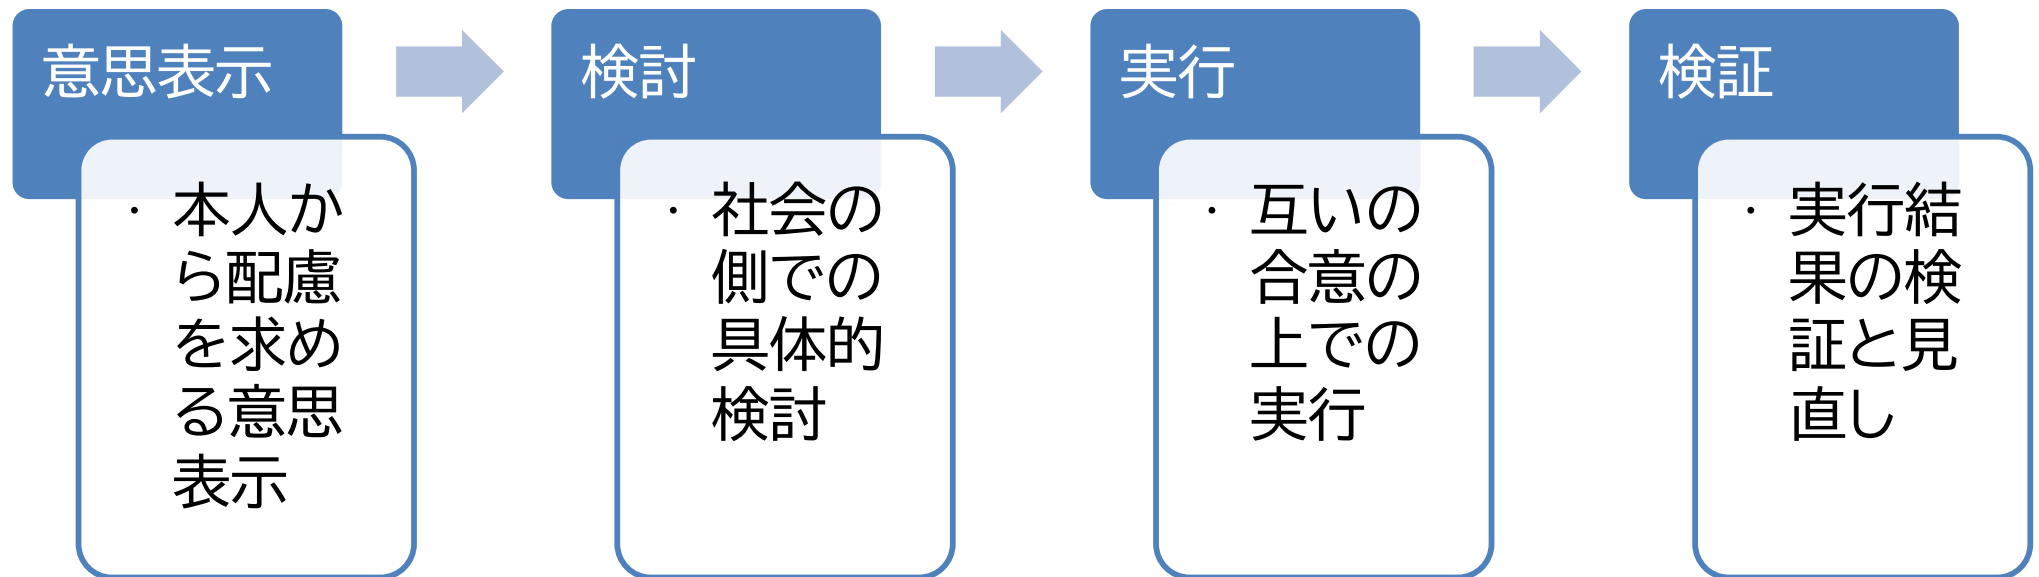 意思表示
・本人か
ら配慮
を求め
る意思
表示
検討
・社会の
側での
具体的
検討
実行
・互いの
合意の
上での
実行
検証
・実行結
果の検
証と見
直し